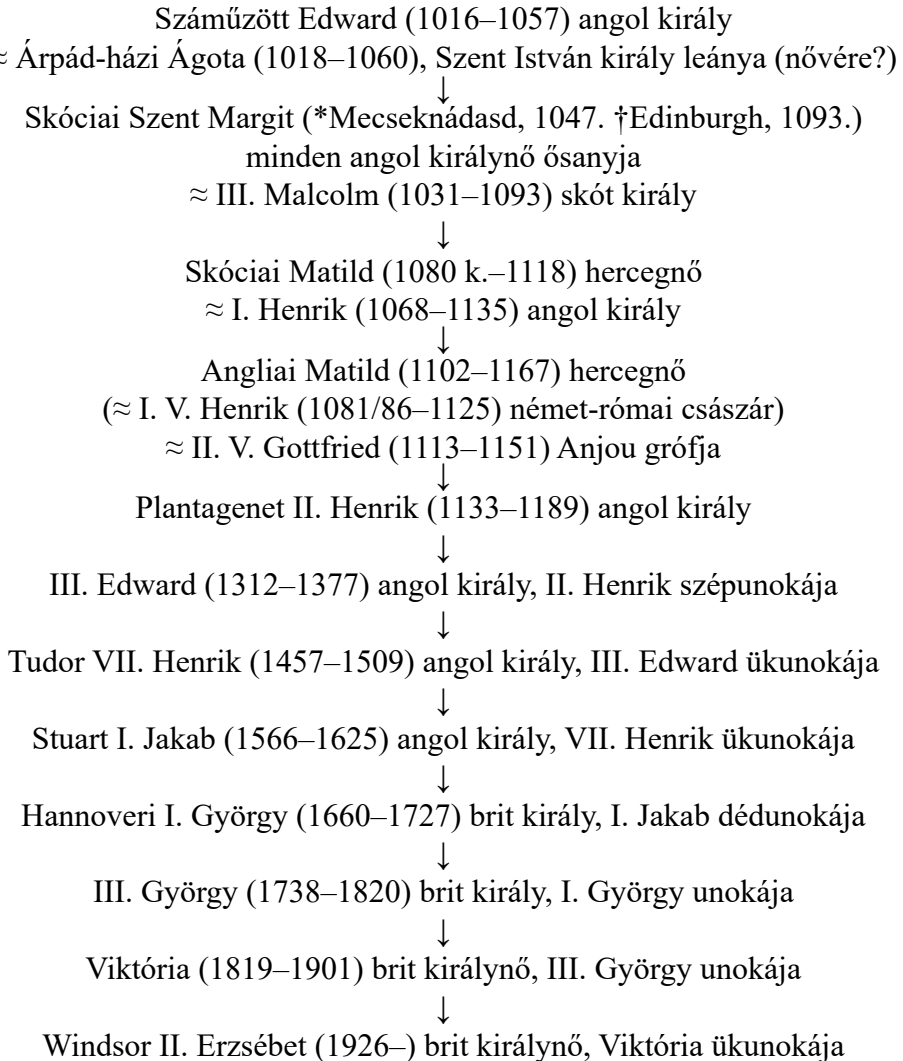 Száműzött Edward (1016–1057) angol király
≈ Árpád-házi Ágota (1018–1060), Szent István király leánya (nővére?)
↓
Skóciai Szent Margit (*Mecseknádasd, 1047. †Edinburgh, 1093.)
minden angol királynő ősanyja
≈ III. Malcolm (1031–1093) skót király
↓
Skóciai Matild (1080 k.–1118) hercegnő
≈ I. Henrik (1068–1135) angol király
↓
Angliai Matild (1102–1167) hercegnő
(≈ I. V. Henrik (1081/86–1125) német-római császár)
≈ II. V. Gottfried (1113–1151) Anjou grófja
↓
Plantagenet II. Henrik (1133–1189) angol király
↓
III. Edward (1312–1377) angol király, II. Henrik szépunokája
↓
Tudor VII. Henrik (1457–1509) angol király, III. Edward ükunokája
↓
Stuart I. Jakab (1566–1625) angol király, VII. Henrik ükunokája
↓
Hannoveri I. György (1660–1727) brit király, I. Jakab dédunokája
↓
III. György (1738–1820) brit király, I. György unokája
↓
Viktória (1819–1901) brit királynő, III. György unokája
↓
Windsor II. Erzsébet (1926–) brit királynő, Viktória ükunokája